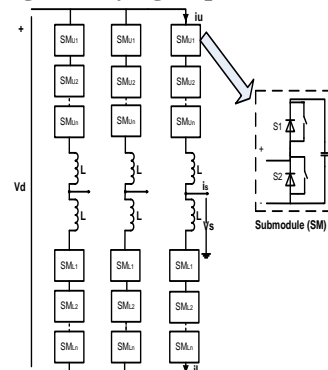 +
iu
SMU1 SMU1 SMU1
SMU2 SMU2 SMU2
SMUn SMUn SMUn
S1
+
S2
-
Submodule (SM)
L L L
Vd
is
L L L
Vs
SML1 SML1 SML1
SML2 SML2 SML2
SMLn SMLn SMLn